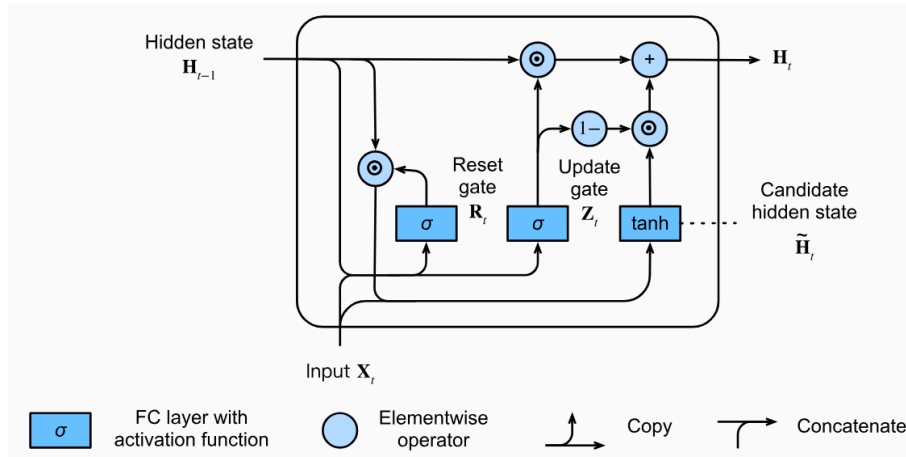 Hidden state
H_{t−1}
H_t
+
1−
Reset
gate
R_t
Update
gate
Z_t
σ
σ
tanh
Candidate
hidden state
H̃_t
Input X_t
σ
FC layer with
activation function
Elementwise
operator
Copy
Concatenate